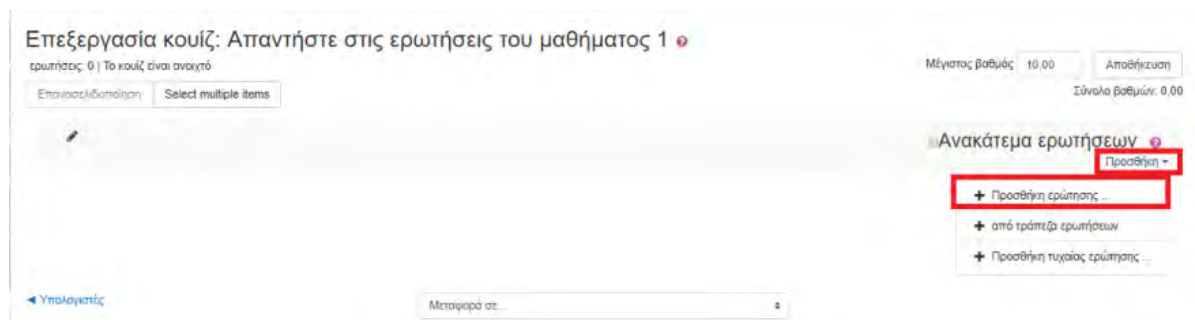 Επεξεργασία κουίζ: Απαντήστε στις ερωτήσεις του μαθήματος 1
ερωτήσεις: 0 | Το κουίζ είναι ανοιχτό
Μέγιστος βαθμός 10,00 Αποθήκευση
Επανασελιδοποίηση Select multiple items
Σύνολο βαθμών: 0,00
Ανακάτεμα ερωτήσεων
Προσθήκη
+ Προσθήκη ερώτησης ...
+ από τράπεζα ερωτήσεων
+ Προσθήκη τυχαίας ερώτησης ...
◄ Υπολογιστές
Μεταφορά σε...